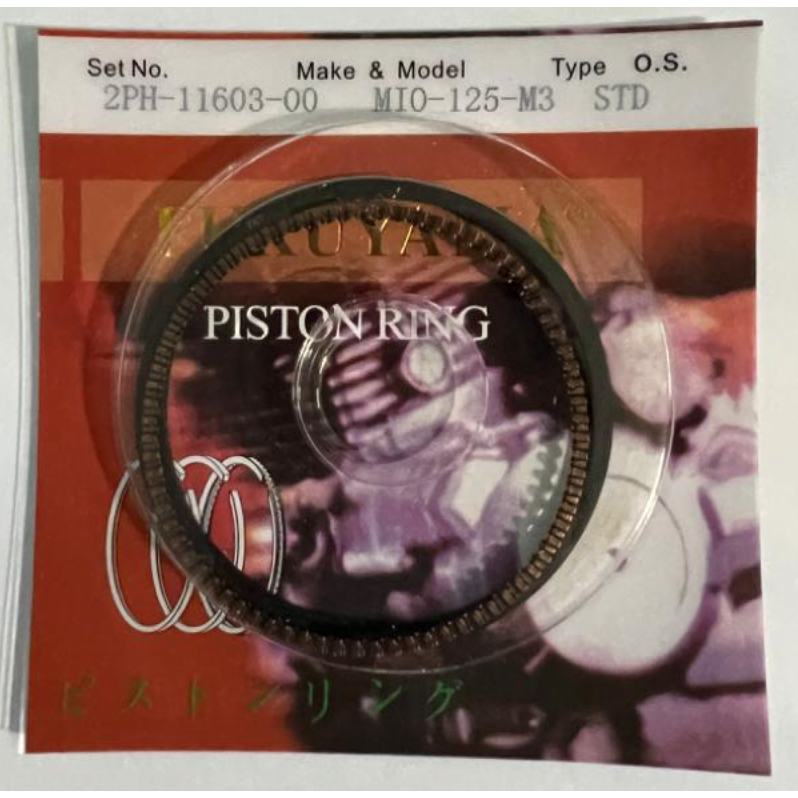 Set No. Make & Model Type O.S.
2PH-11603-00 MIO-125-M3 STD
FUKUYAMA
PISTON RING
ピストンリング